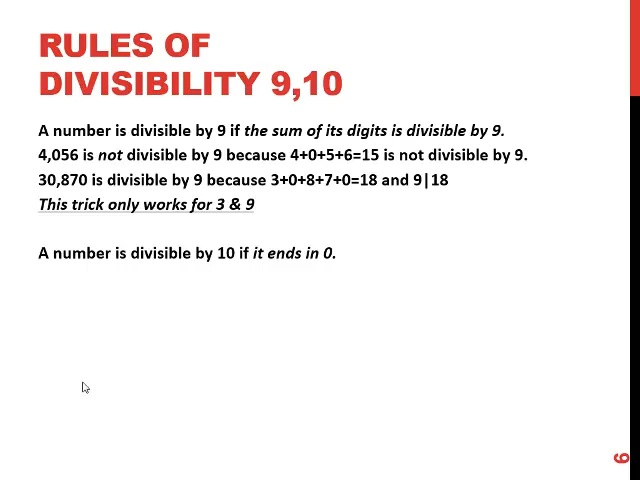 RULES OF
DIVISIBILITY 9,10
A number is divisible by 9 if the sum of its digits is divisible by 9.
4,056 is not divisible by 9 because 4+0+5+6=15 is not divisible by 9.
30,870 is divisible by 9 because 3+0+8+7+0=18 and 9|18
This trick only works for 3 & 9
A number is divisible by 10 if it ends in 0.
9